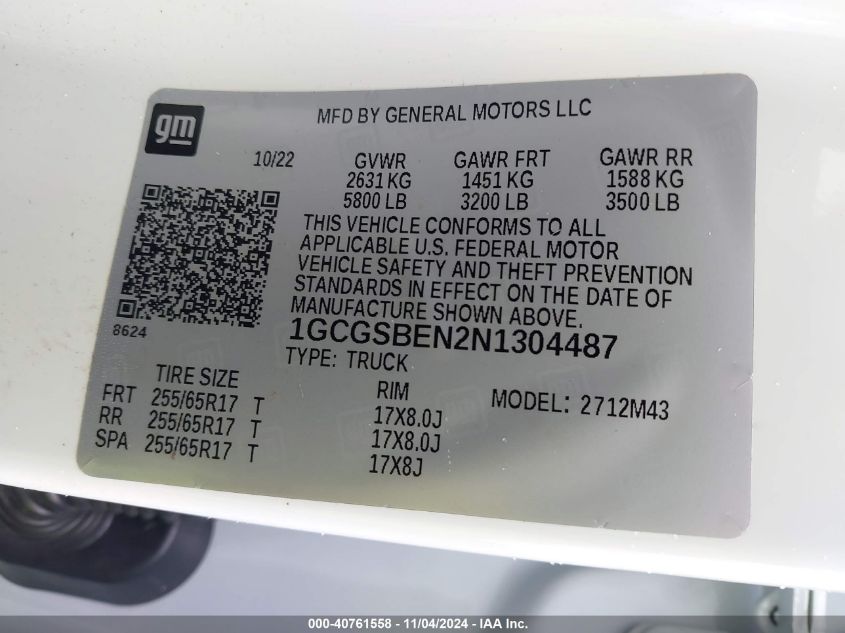 gm
MFD BY GENERAL MOTORS LLC
10/22 GVWR GAWR FRT GAWR RR
2631 KG 1451 KG 1588 KG
5800 LB 3200 LB 3500 LB
THIS VEHICLE CONFORMS TO ALL
APPLICABLE U.S. FEDERAL MOTOR
VEHICLE SAFETY AND THEFT PREVENTION
STANDARDS IN EFFECT ON THE DATE OF
MANUFACTURE SHOWN ABOVE.
8624
1GCGSBEN2N1304487
TYPE: TRUCK
TIRE SIZE RIM MODEL: 2712M43
FRT 255/65R17 T 17X8.0J
RR 255/65R17 T 17X8.0J
SPA 255/65R17 T 17X8J
000-40761558 - 11/04/2024 - IAA Inc.